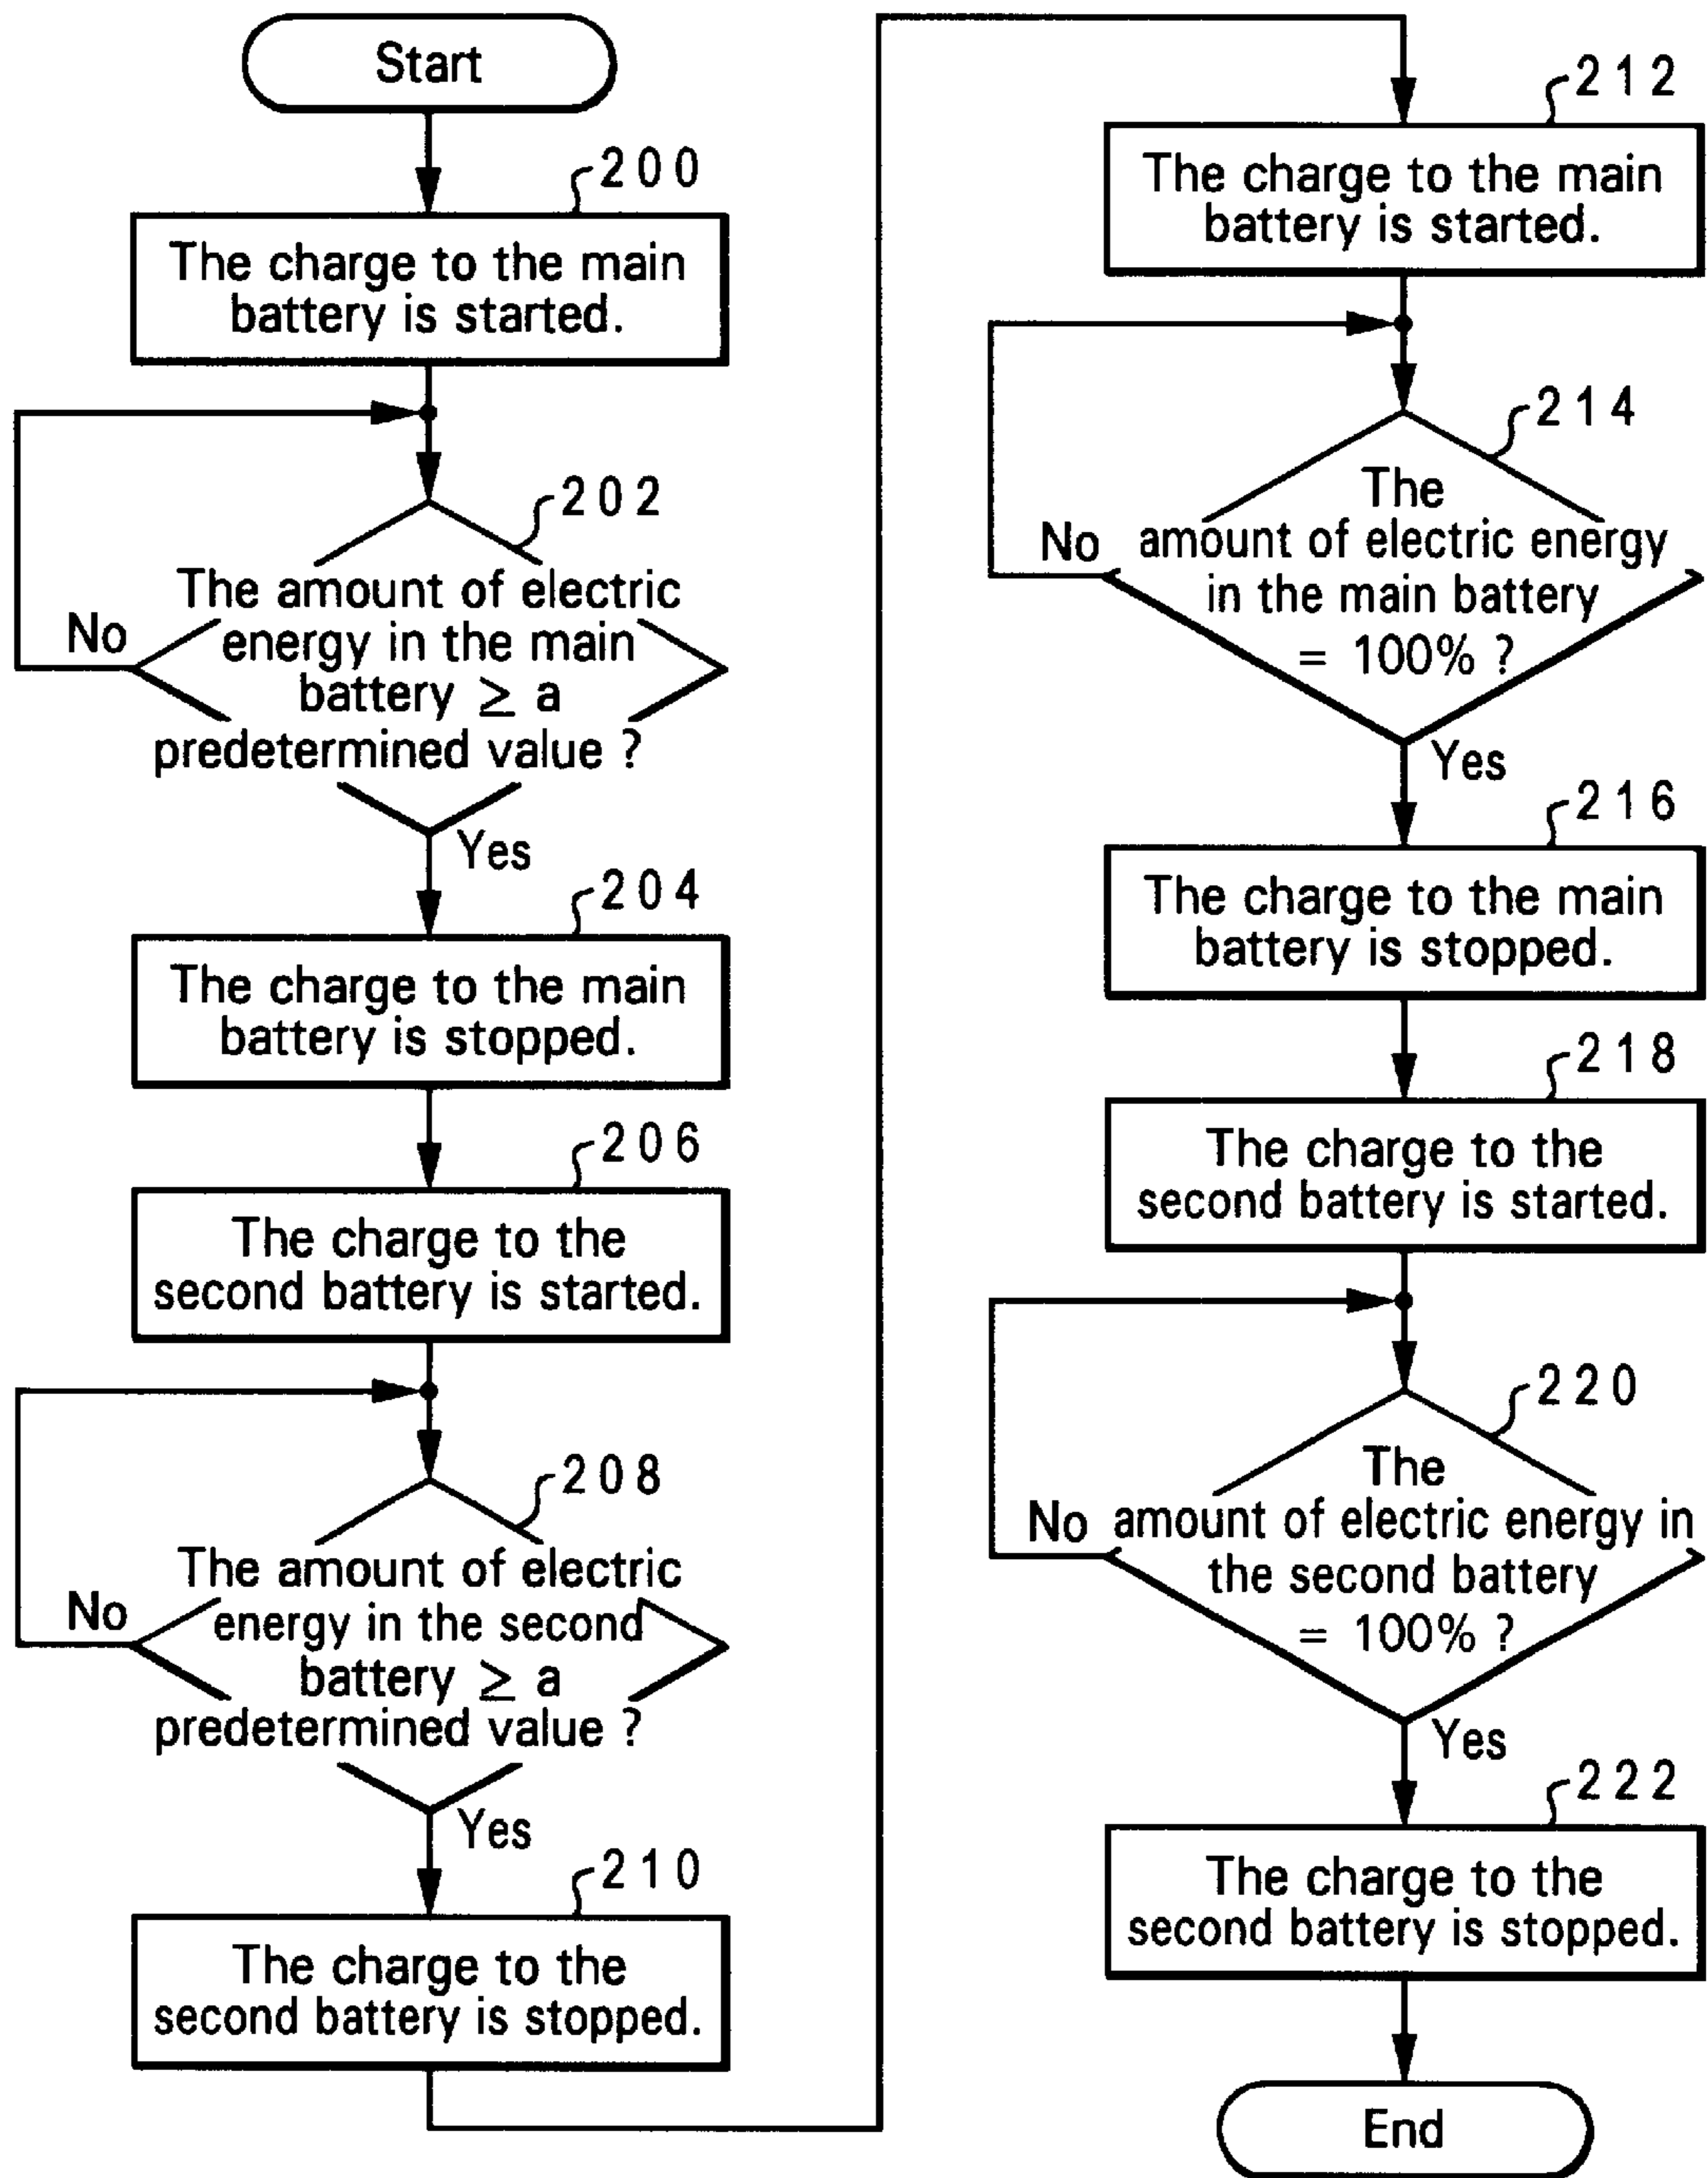 Start
200
The charge to the main
battery is started.
202
The amount of electric
energy in the main
battery ≥ a
predetermined value ?
No
Yes
204
The charge to the main
battery is stopped.
206
The charge to the
second battery is started.
208
The amount of electric
energy in the second
battery ≥ a
predetermined value ?
No
Yes
210
The charge to the
second battery is stopped.
212
The charge to the main
battery is started.
214
The
amount of electric energy
in the main battery
= 100% ?
No
Yes
216
The charge to the main
battery is stopped.
218
The charge to the
second battery is started.
220
The
amount of electric energy in
the second battery
= 100% ?
No
Yes
222
The charge to the
second battery is stopped.
End